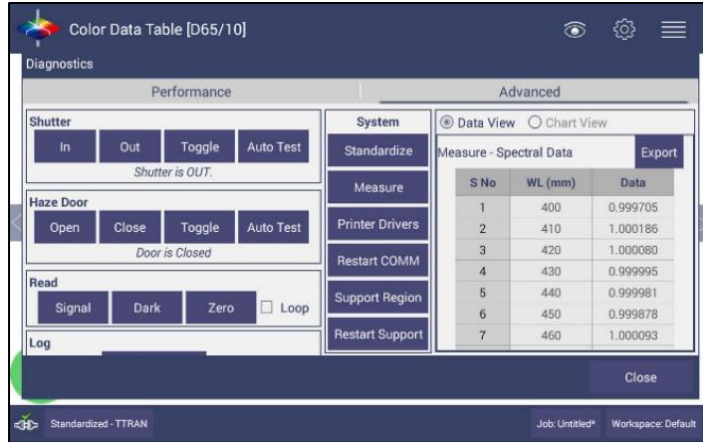 Color Data Table [D65/10]
Diagnostics
Performance
Advanced
Shutter
In Out Toggle Auto Test
Shutter is OUT.
Haze Door
Open Close Toggle Auto Test
Door is Closed
Read
Signal Dark Zero Loop
Log
System
Standardize
Measure
Printer Drivers
Restart COMM
Support Region
Restart Support
Data View Chart View
Measure - Spectral Data Export
S No WL (mm) Data
1 400 0.999705
2 410 1.000186
3 420 1.000080
4 430 0.999995
5 440 0.999981
6 450 0.999878
7 460 1.000093
Close
Standardized - TTRAN Job: Untitled* Workspace: Default